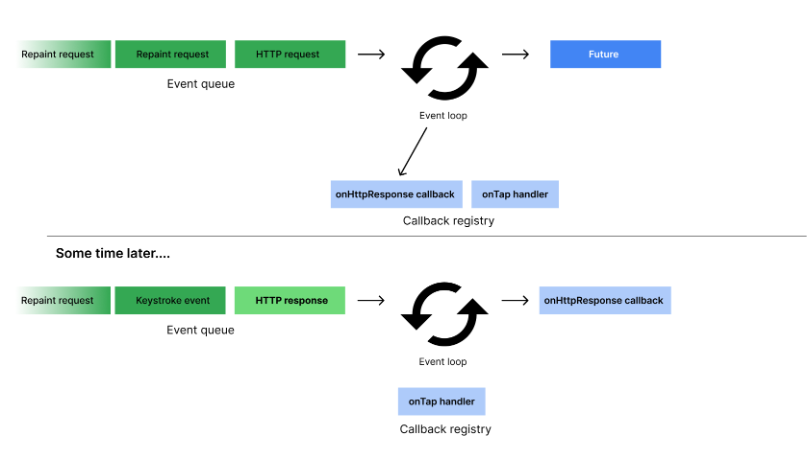 Repaint request
Repaint request
HTTP request
Future
Event queue
Event loop
onHttpResponse callback
onTap handler
Callback registry
Some time later....
Repaint request
Keystroke event
HTTP response
onHttpResponse callback
Event queue
Event loop
onTap handler
Callback registry